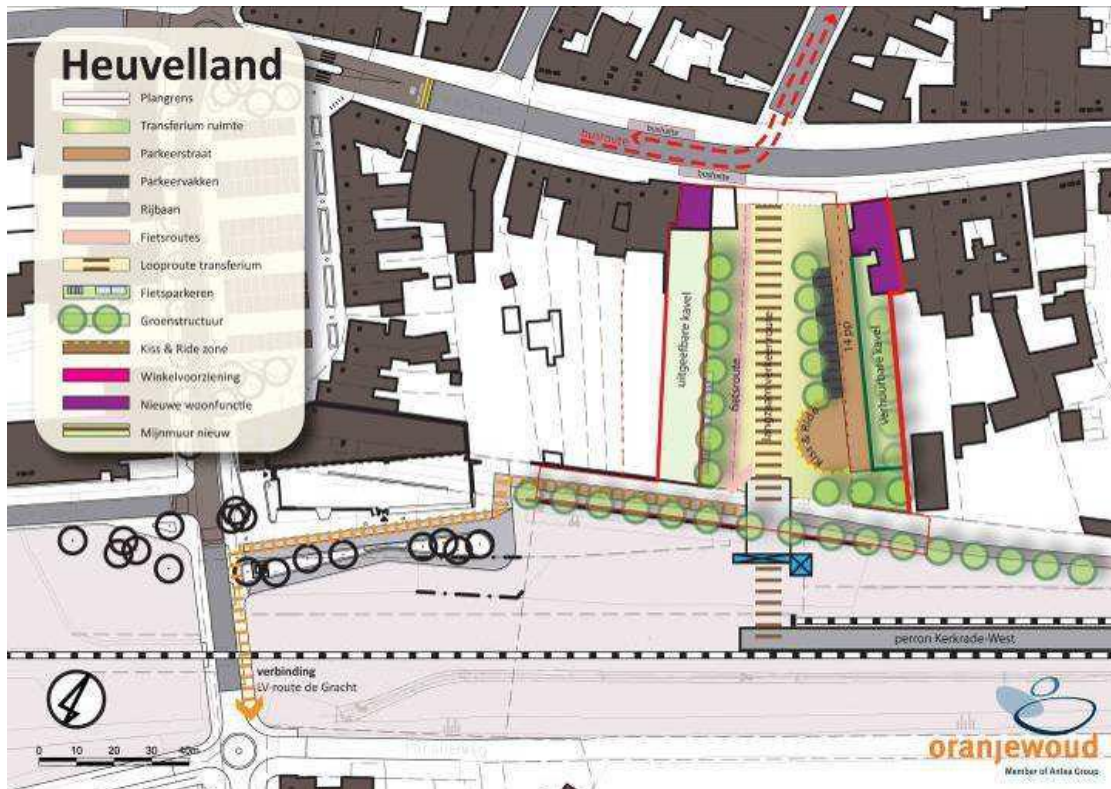 Heuvelland
Plangrens
Transferium ruimte
Parkeerstraat
Parkeervakken
Rijbaan
Fietsroutes
Looproute transferium
Fietsparkeren
Groenstructuur
Kiss & Ride zone
Winkelvoorziening
Nieuwe woonfunctie
Mijnmuur nieuw
bushalte
busroute
bushalte
uitgeefbare kavel
fietsroute
langzaamverkeerroute
14 pp
Verhuurbare kavel
Kiss & Ride
perron Kerkrade-West
verbinding
LV-route de Gracht
0 10 20 30 40m
oranjewoud
Member of Antea Group